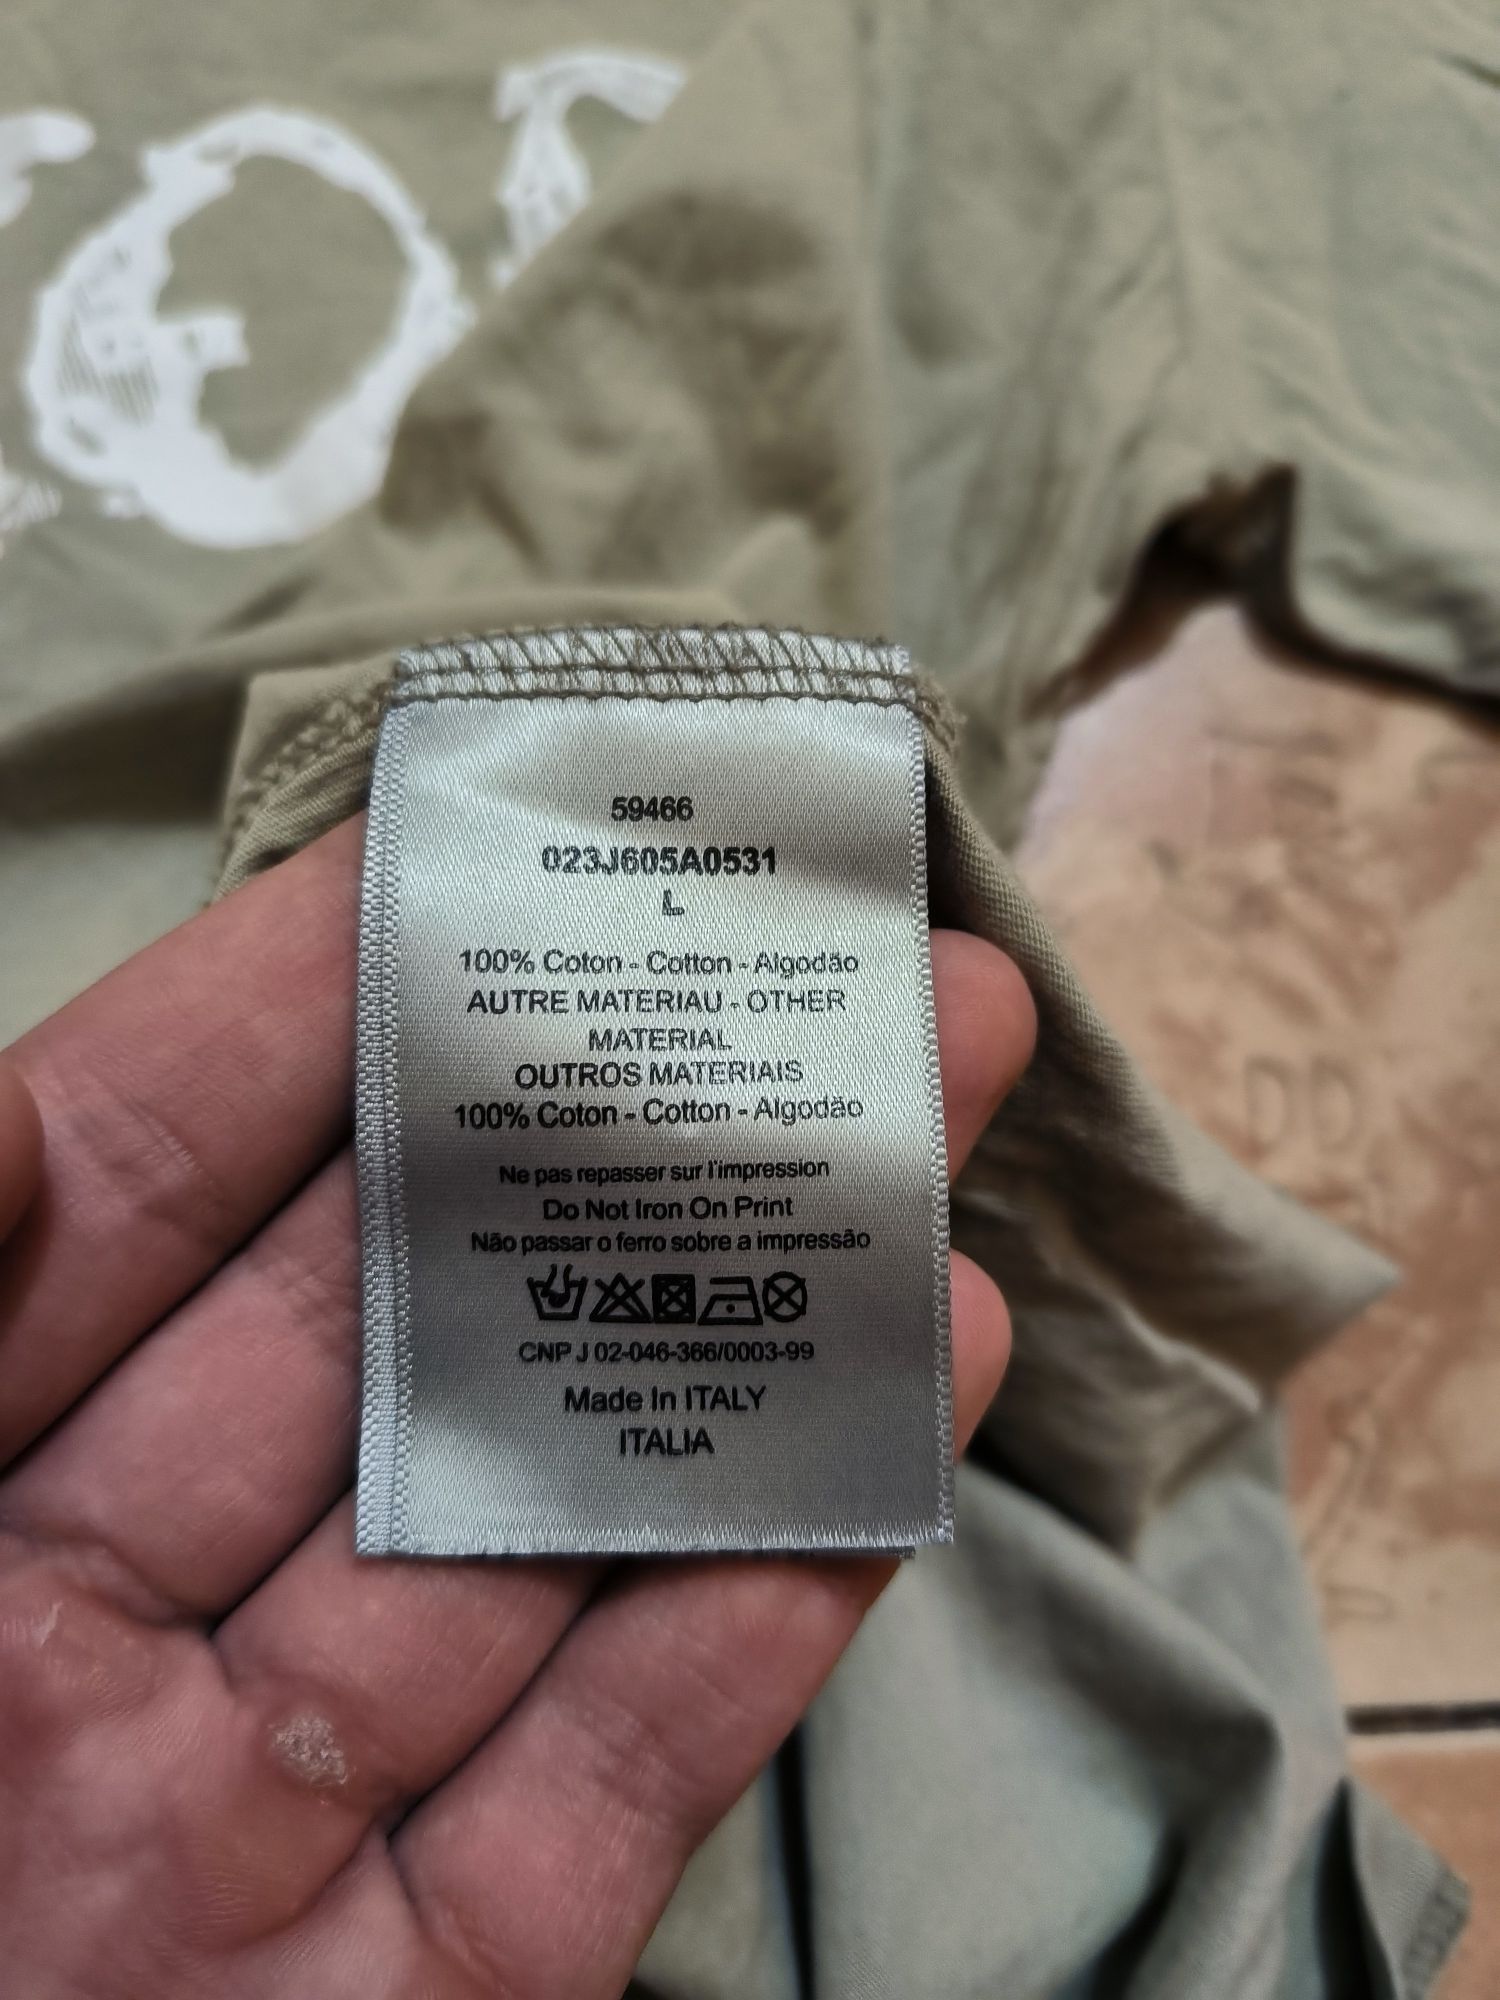 59466
023J605A0531
L
100% Coton - Cotton - Algodão
AUTRE MATERIAU - OTHER
MATERIAL
OUTROS MATERIAIS
100% Coton - Cotton - Algodão
Ne pas repasser sur l'impression
Do Not Iron On Print
Não passar o ferro sobre a impressão
CNPJ 02-046-366/0003-99
Made In ITALY
ITALIA